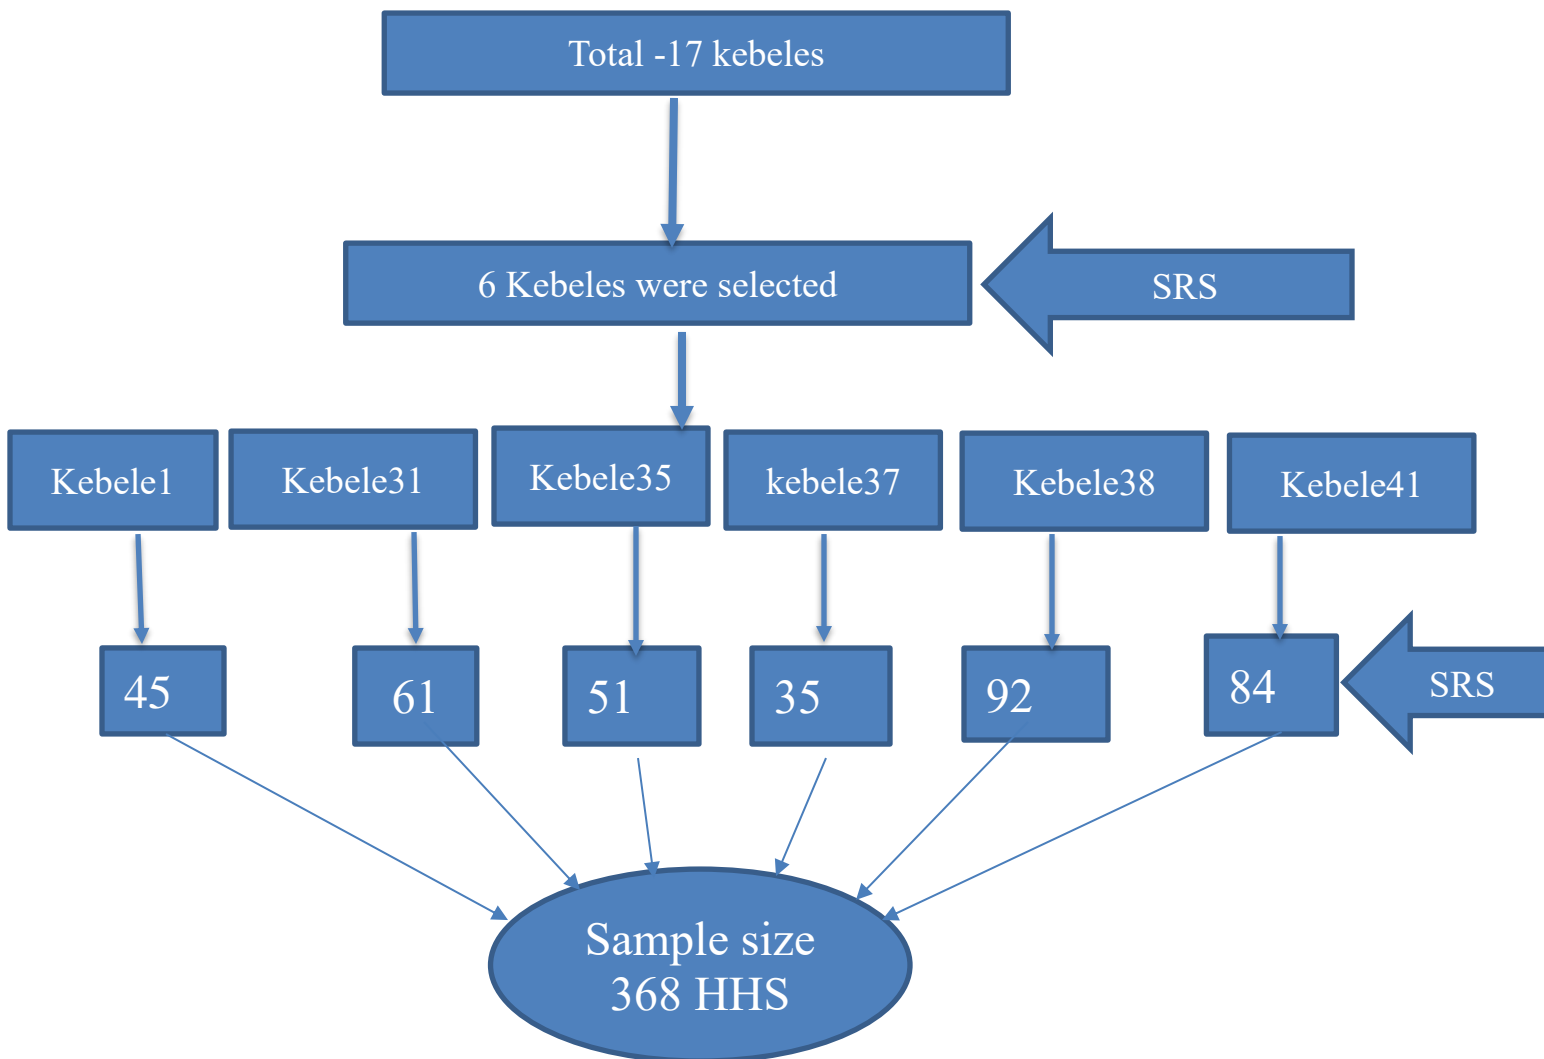 Total -17 kebeles
6 Kebeles were selected
SRS
Kebele1
Kebele31
Kebele35
kebele37
Kebele38
Kebele41
45
61
51
35
92
84
SRS
Sample size
368 HHS